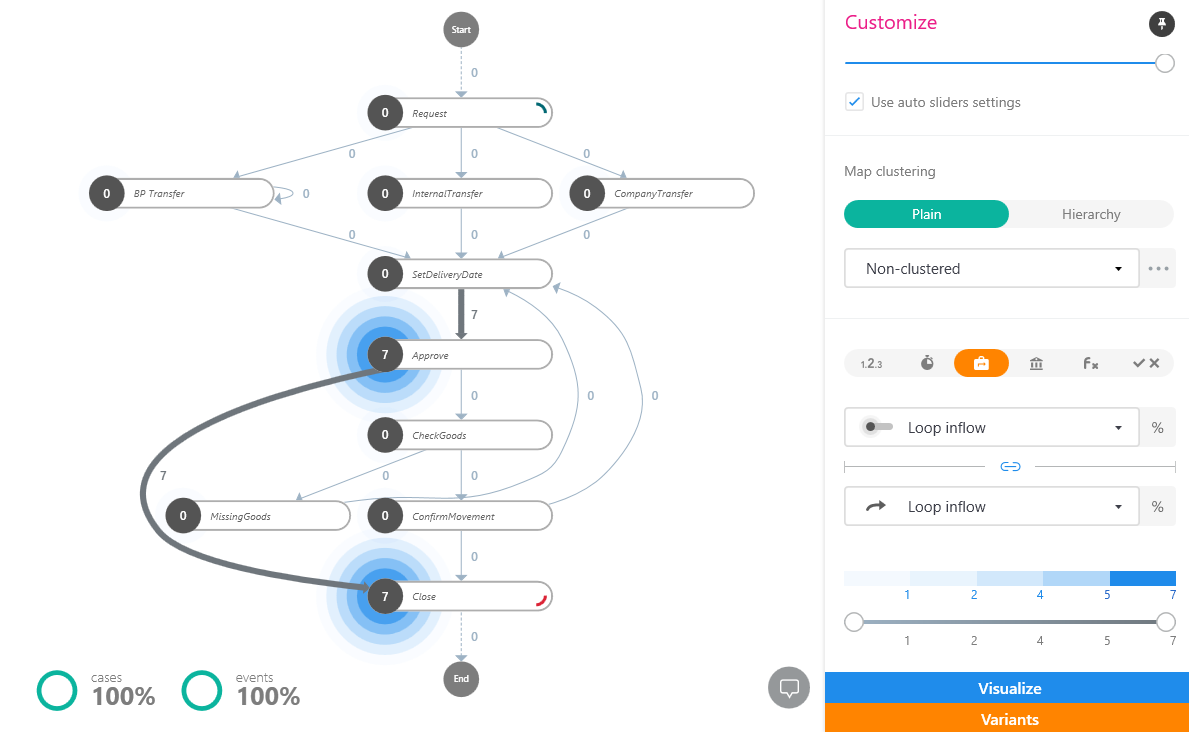 Start
0
0 Request
0 0 0
0 BP Transfer 0
0 InternalTransfer
0 CompanyTransfer
0 0 0
0 SetDeliveryDate
7
7 Approve
0 0 0
0 CheckGoods
7
0 0
0 MissingGoods
0 ConfirmMovement
0
7 Close
0
End
cases
100%
events
100%
Customize
Use auto sliders settings
Map clustering
Plain Hierarchy
Non-clustered
1.2.3 fx
Loop inflow %
Loop inflow %
1 2 4 5 7
1 2 4 5 7
Visualize
Variants